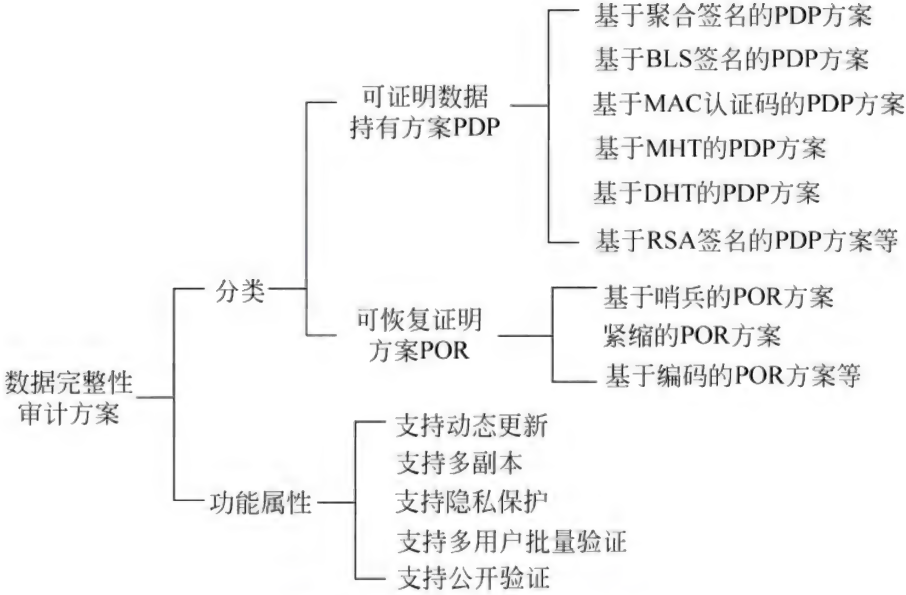 基于聚合签名的PDP方案
基于BLS签名的PDP方案
可证明数据
持有方案PDP
基于MAC认证码的PDP方案
基于MHT的PDP方案
基于DHT的PDP方案
基于RSA签名的PDP方案等
分类
基于哨兵的POR方案
可恢复证明
方案POR
紧缩的POR方案
基于编码的POR方案等
数据完整性
审计方案
支持动态更新
支持多副本
功能属性
支持隐私保护
支持多用户批量验证
支持公开验证